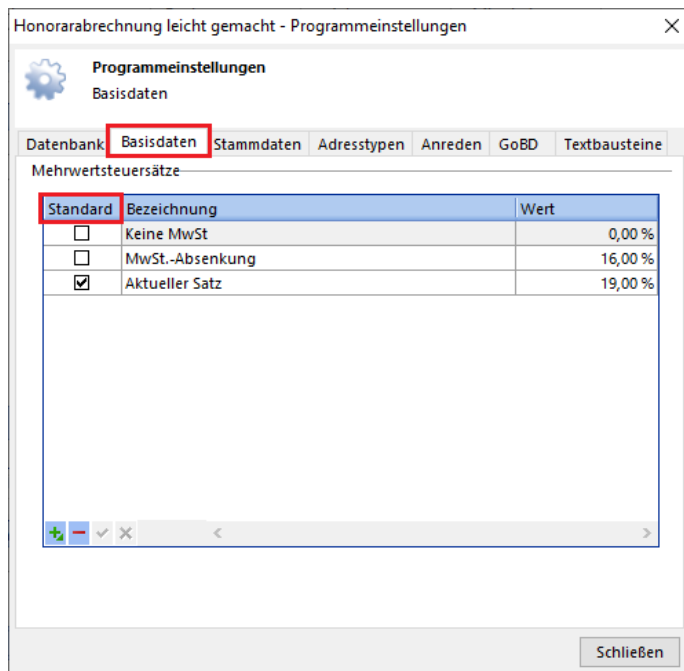 Honorarabrechnung leicht gemacht - Programmeinstellungen
Programmeinstellungen
Basisdaten
Datenbank Basisdaten Stammdaten Adresstypen Anreden GoBD Textbausteine
Mehrwertsteuersätze
Standard Bezeichnung Wert
Keine MwSt 0,00 %
MwSt.-Absenkung 16,00 %
Aktueller Satz 19,00 %
Schließen